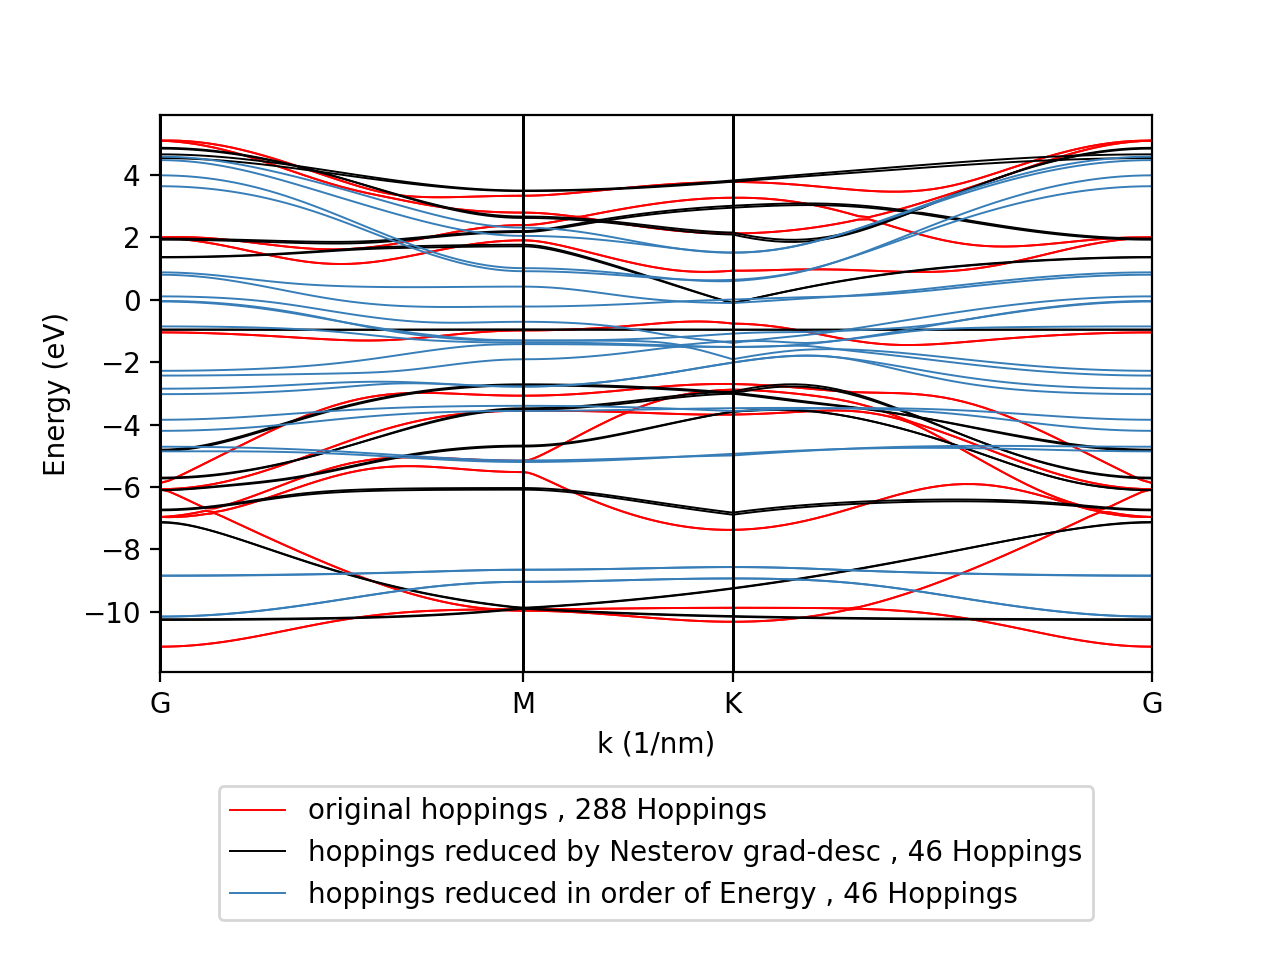 4
2
0
−2
−4
−6
−8
−10
Energy (eV)
G M K G
k (1/nm)
original hoppings , 288 Hoppings
hoppings reduced by Nesterov grad-desc , 46 Hoppings
hoppings reduced in order of Energy , 46 Hoppings